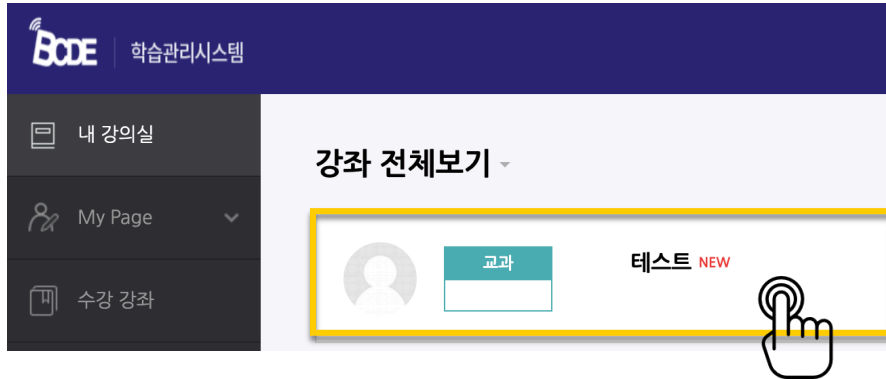 BCDE 학습관리시스템
내 강의실
강좌 전체보기
My Page
교과
테스트 NEW
수강 강좌